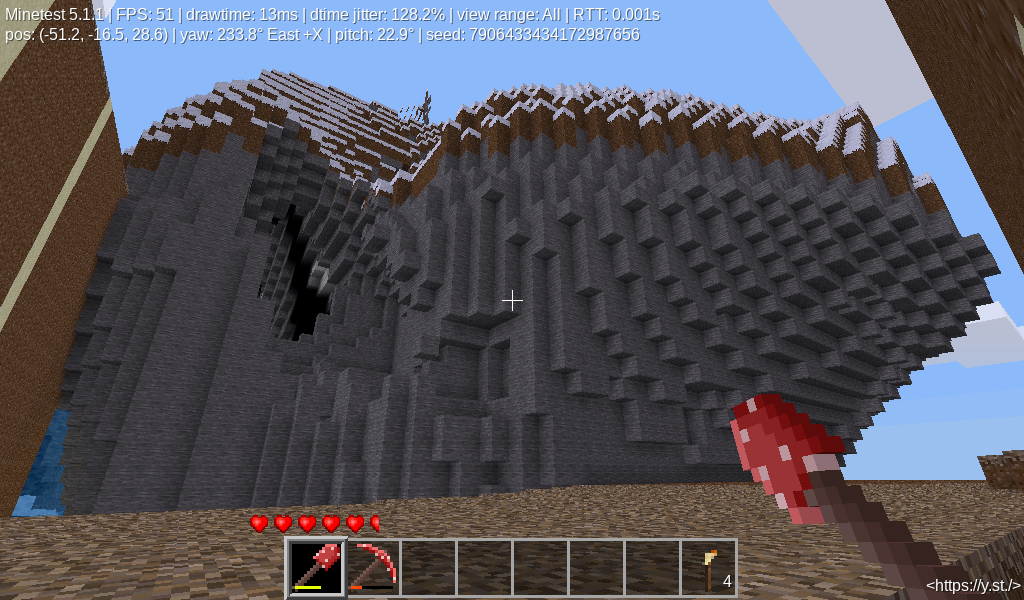 Minetest 5.1.1 | FPS: 51 | drawtime: 13ms | dtime jitter: 128.2% | view range: All | RTT: 0.001s
pos: (-51.2, -16.5, 28.6) | yaw: 233.8° East +X | pitch: 22.9° | seed: 7906433434172987656
4
<https://y.st./>